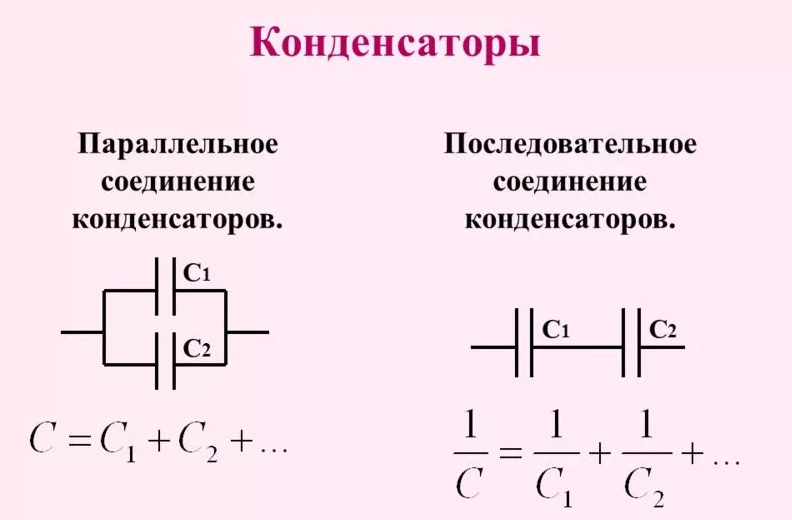 Конденсаторы
Параллельное
соединение
конденсаторов.
C1
C2
C = C₁ + C₂ + ...
Последовательное
соединение
конденсаторов.
C1 C2
1/C = 1/C₁ + 1/C₂ + ...